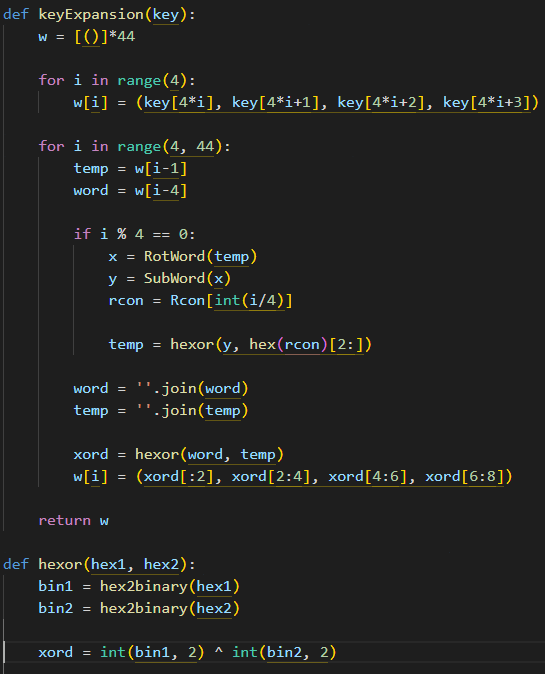 def keyExpansion(key):
    w = [()]*44

    for i in range(4):
        w[i] = (key[4*i], key[4*i+1], key[4*i+2], key[4*i+3])

    for i in range(4, 44):
        temp = w[i-1]
        word = w[i-4]

        if i % 4 == 0:
            x = RotWord(temp)
            y = SubWord(x)
            rcon = Rcon[int(i/4)]

            temp = hexor(y, hex(rcon)[2:])

        word = ''.join(word)
        temp = ''.join(temp)

        xord = hexor(word, temp)
        w[i] = (xord[:2], xord[2:4], xord[4:6], xord[6:8])

    return w

def hexor(hex1, hex2):
    bin1 = hex2binary(hex1)
    bin2 = hex2binary(hex2)

    xord = int(bin1, 2) ^ int(bin2, 2)